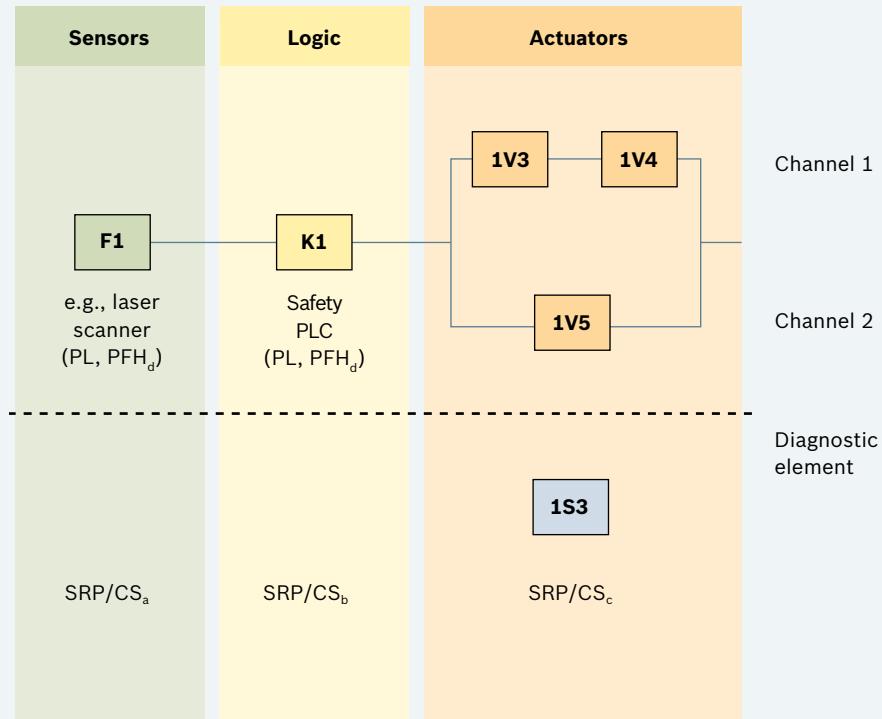 Sensors
Logic
Actuators
1V3
1V4
Channel 1
F1
K1
e.g., laser
scanner
(PL, PFHd)
Safety
PLC
(PL, PFHd)
1V5
Channel 2
Diagnostic
element
1S3
SRP/CSa
SRP/CSb
SRP/CSc